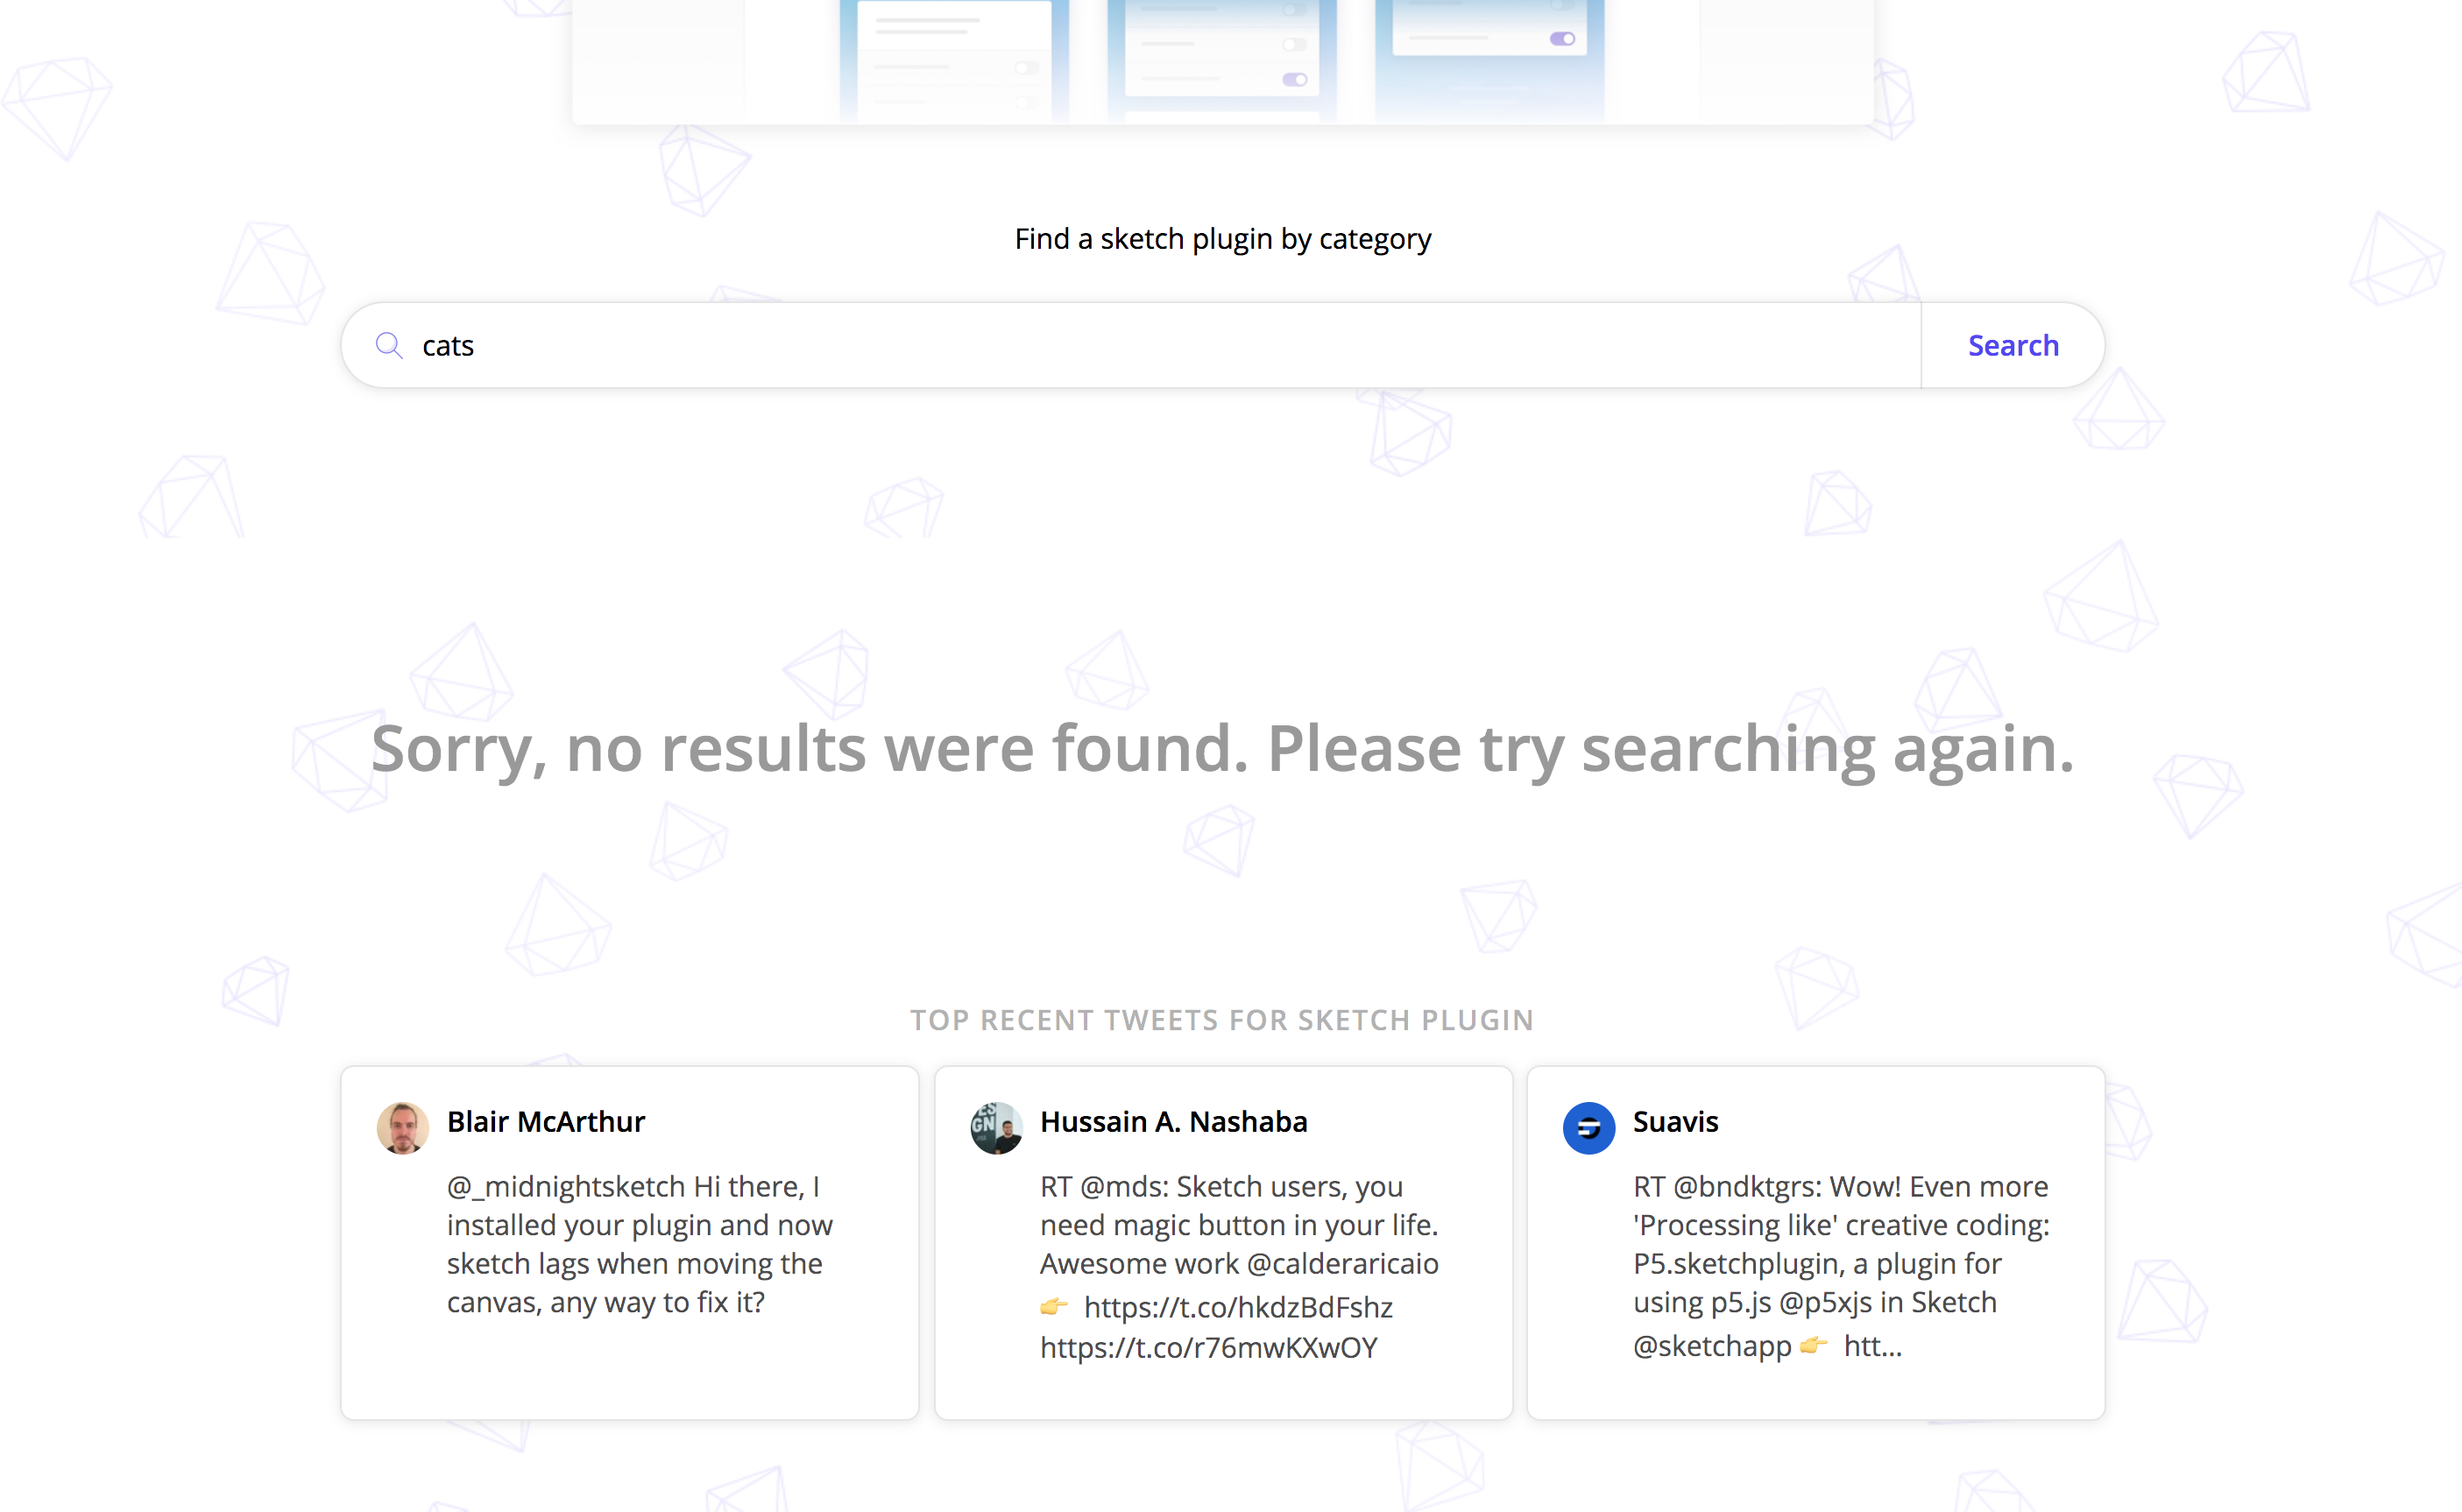 Find a sketch plugin by category
cats
Search
Sorry, no results were found. Please try searching again.
TOP RECENT TWEETS FOR SKETCH PLUGIN
Blair McArthur
@_midnightsketch Hi there, I
installed your plugin and now
sketch lags when moving the
canvas, any way to fix it?
Hussain A. Nashaba
RT @mds: Sketch users, you
need magic button in your life.
Awesome work @calderaricaio
👉 https://t.co/hkdzBdFshz
https://t.co/r76mwKXwOY
Suavis
RT @bndktgrs: Wow! Even more
'Processing like' creative coding:
P5.sketchplugin, a plugin for
using p5.js @p5xjs in Sketch
@sketchapp 👉 htt...